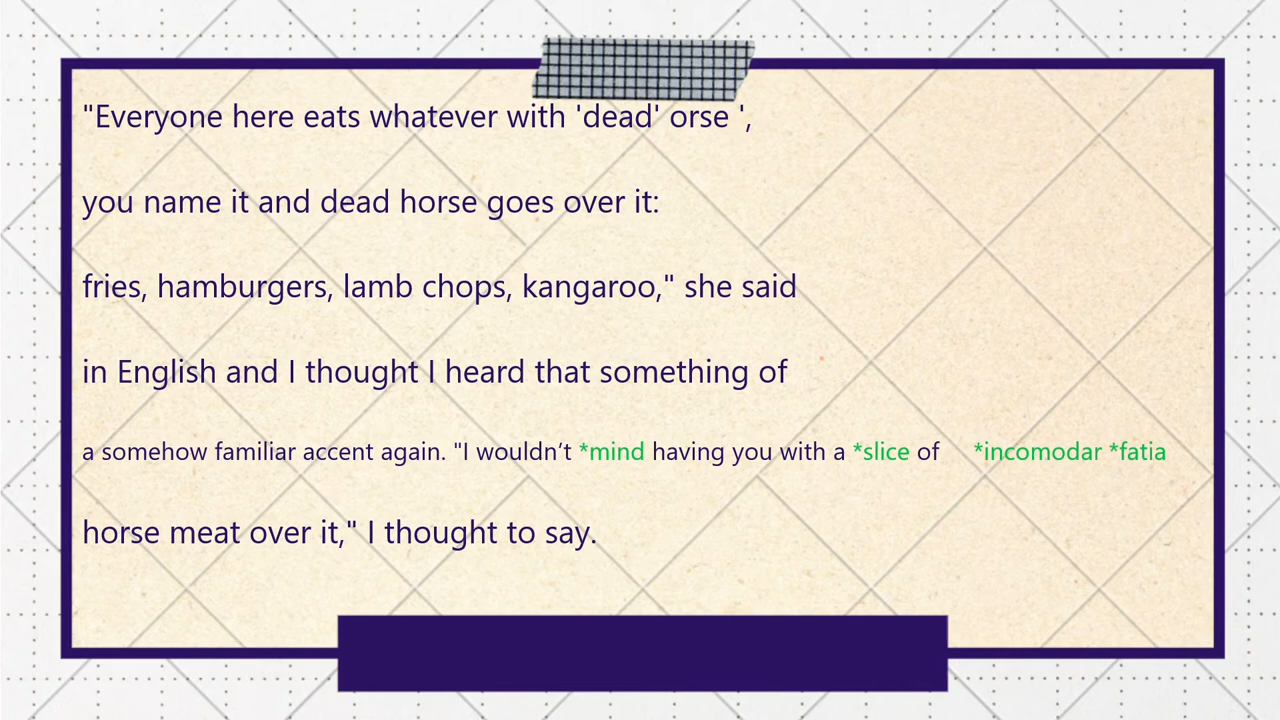 "Everyone here eats whatever with 'dead' orse ',
you name it and dead horse goes over it:
fries, hamburgers, lamb chops, kangaroo," she said
in English and I thought I heard that something of
a somehow familiar accent again. "I wouldn’t *mind having you with a *slice of *incomodar *fatia
horse meat over it," I thought to say.